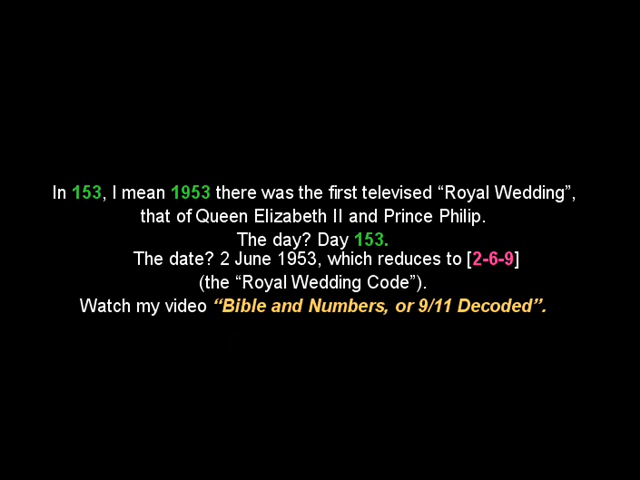 In 153, I mean 1953 there was the first televised “Royal Wedding”,
that of Queen Elizabeth II and Prince Philip.
The day? Day 153.
The date? 2 June 1953, which reduces to [2-6-9]
(the “Royal Wedding Code”).
Watch my video “Bible and Numbers, or 9/11 Decoded”.